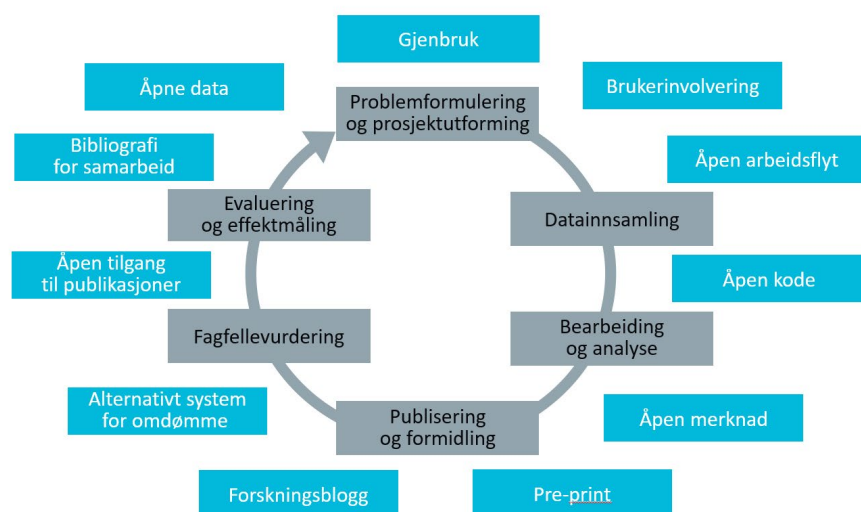 Gjenbruk
Åpne data
Brukerinvolvering
Problemformulering
og prosjektutforming
Bibliografi
for samarbeid
Åpen arbeidsflyt
Evaluering
og effektmåling
Datainnsamling
Åpen tilgang
til publikasjoner
Åpen kode
Fagfellevurdering
Bearbeiding
og analyse
Alternativt system
for omdømme
Publisering
og formidling
Åpen merknad
Forskningsblogg
Pre-print